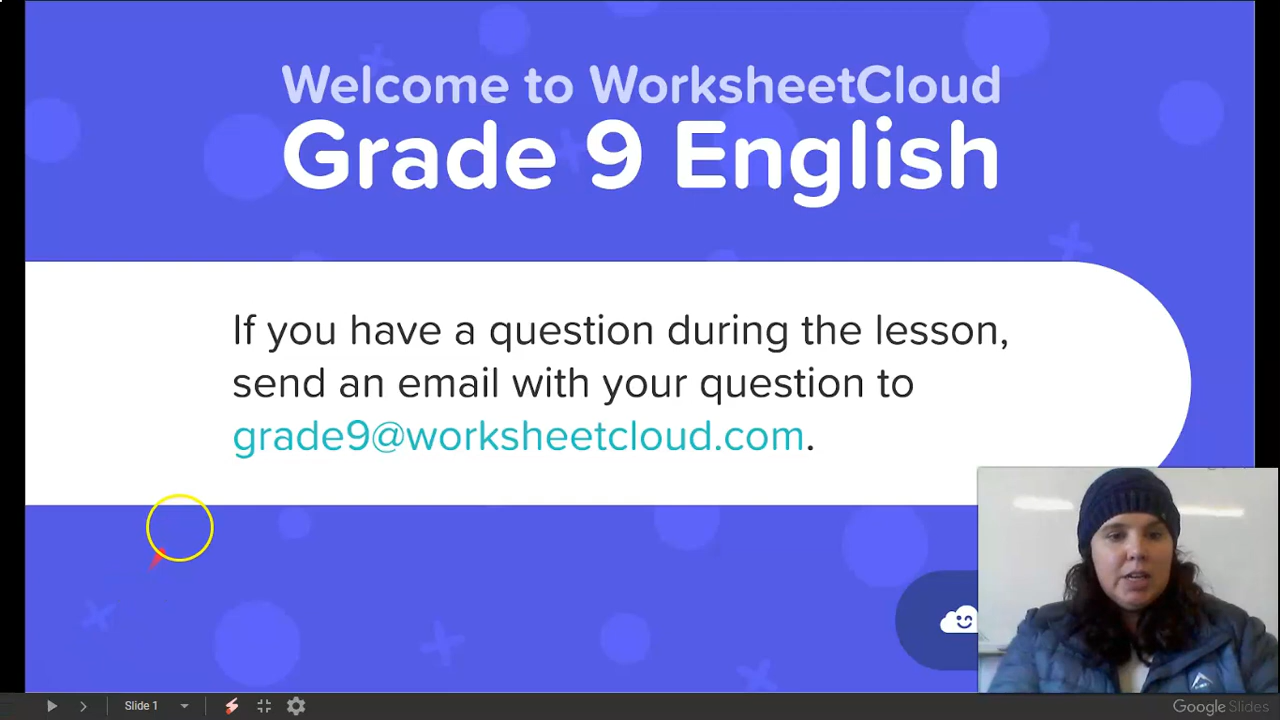 Welcome to WorksheetCloud
Grade 9 English
If you have a question during the lesson,
send an email with your question to
grade9@worksheetcloud.com.
Slide 1
Google Slides